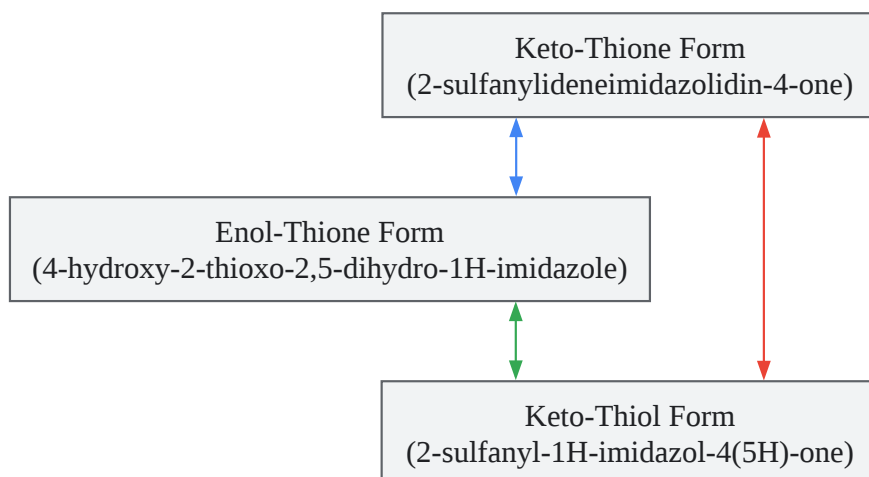 Keto-Thione Form
(2-sulfanylideneimidazolidin-4-one)
Enol-Thione Form
(4-hydroxy-2-thioxo-2,5-dihydro-1H-imidazole)
Keto-Thiol Form
(2-sulfanyl-1H-imidazol-4(5H)-one)